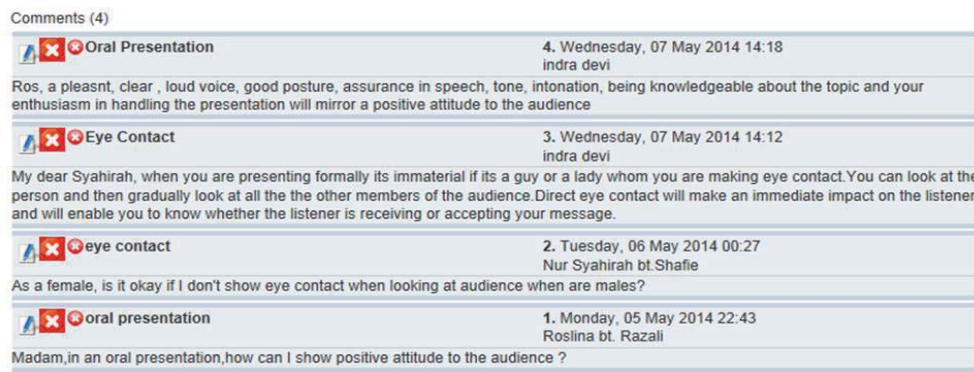 Comments (4)
Oral Presentation 4. Wednesday, 07 May 2014 14:18
indra devi
Ros, a pleasnt, clear , loud voice, good posture, assurance in speech, tone, intonation, being knowledgeable about the topic and your
enthusiasm in handling the presentation will mirror a positive attitude to the audience
Eye Contact 3. Wednesday, 07 May 2014 14:12
indra devi
My dear Syahirah, when you are presenting formally its immaterial if its a guy or a lady whom you are making eye contact.You can look at the
person and then gradually look at all the the other members of the audience.Direct eye contact will make an immediate impact on the listener
and will enable you to know whether the listener is receiving or accepting your message.
eye contact 2. Tuesday, 06 May 2014 00:27
Nur Syahirah bt.Shafie
As a female, is it okay if I don't show eye contact when looking at audience when are males?
oral presentation 1. Monday, 05 May 2014 22:43
Roslina bt. Razali
Madam,in an oral presentation,how can I show positive attitude to the audience ?